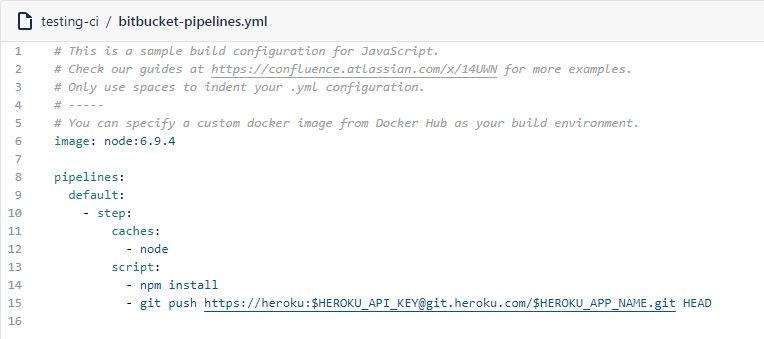 testing-ci / bitbucket-pipelines.yml
1 # This is a sample build configuration for JavaScript.
2 # Check our guides at https://confluence.atlassian.com/x/14UWN for more examples.
3 # Only use spaces to indent your .yml configuration.
4 # -----
5 # You can specify a custom docker image from Docker Hub as your build environment.
6 image: node:6.9.4
7
8 pipelines:
9   default:
10     - step:
11         caches:
12           - node
13         script:
14           - npm install
15           - git push https://heroku:$HEROKU_API_KEY@git.heroku.com/$HEROKU_APP_NAME.git HEAD
16